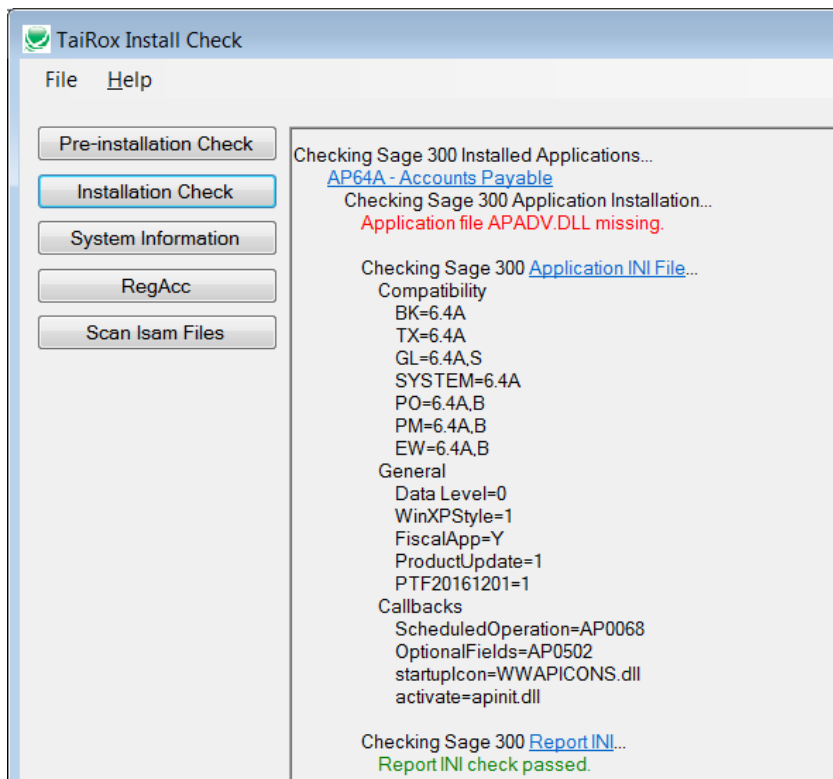 TaiRox Install Check
File Help
Pre-installation Check
Installation Check
System Information
RegAcc
Scan Isam Files
Checking Sage 300 Installed Applications...
AP64A - Accounts Payable
Checking Sage 300 Application Installation...
Application file APADV.DLL missing.
Checking Sage 300 Application INI File...
Compatibility
BK=6.4A
TX=6.4A
GL=6.4A,S
SYSTEM=6.4A
PO=6.4A,B
PM=6.4A,B
EW=6.4A,B
General
Data Level=0
WinXPStyle=1
FiscalApp=Y
ProductUpdate=1
PTF20161201=1
Callbacks
ScheduledOperation=AP0068
OptionalFields=AP0502
startupIcon=WWAPICONS.dll
activate=apinit.dll
Checking Sage 300 Report INI...
Report INI check passed.